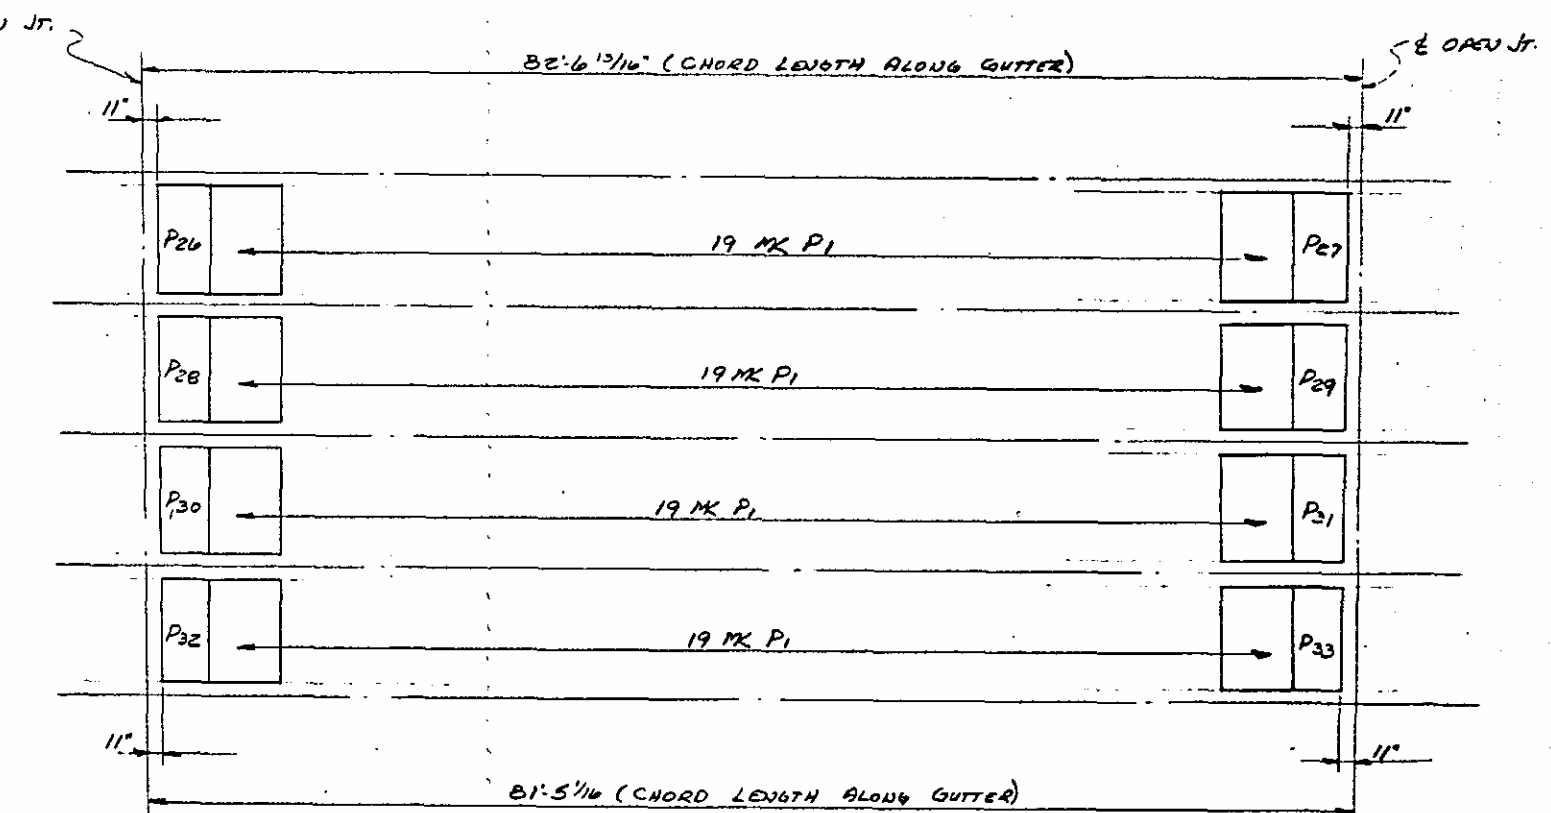 JT.
82'-6 13/16" (CHORD LENGTH ALONG GUTTER)
℄ OPEN JT.
11"
11"
P26
19 MK P1
P27
P28
19 MK P1
P29
P30
19 MK P1
P31
P32
19 MK P1
P33
11"
11"
81'-5 1/16 (CHORD LENGTH ALONG GUTTER)